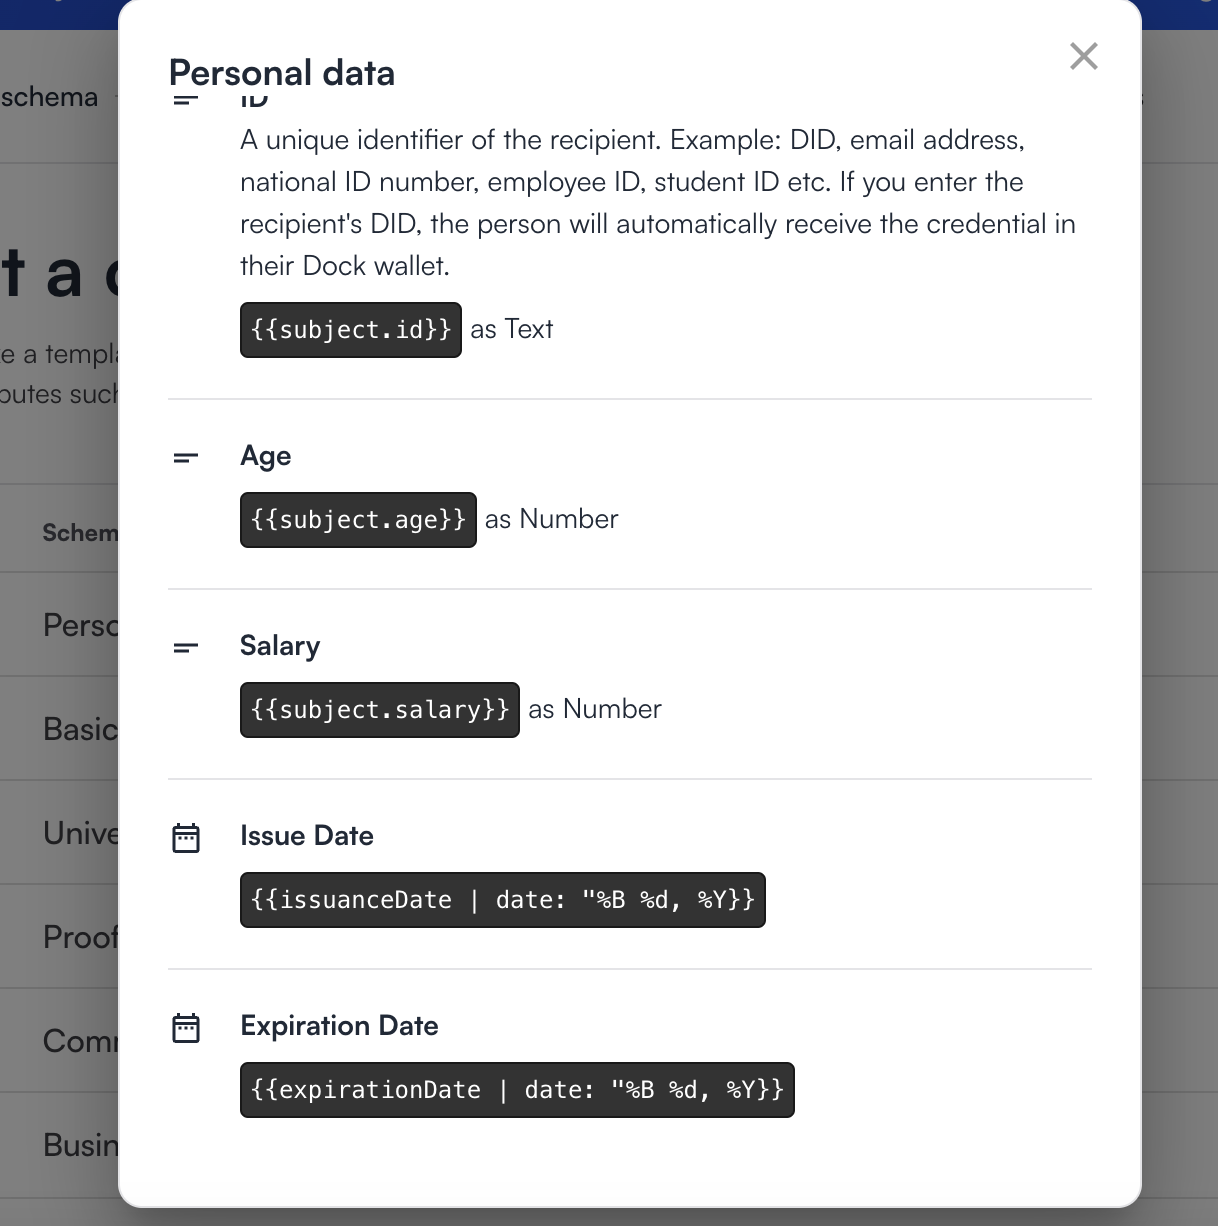 Personal data
ID
schema
A unique identifier of the recipient. Example: DID, email address,
national ID number, employee ID, student ID etc. If you enter the
recipient's DID, the person will automatically receive the credential in
their Dock wallet.
{{subject.id}} as Text
t a
e a templ
butes such
Age
{{subject.age}} as Number
Schem
Salary
{{subject.salary}} as Number
Perso
Basic
Issue Date
{{issuanceDate | date: "%B %d, %Y}}
Unive
Proof
Expiration Date
{{expirationDate | date: "%B %d, %Y}}
Com
Busin